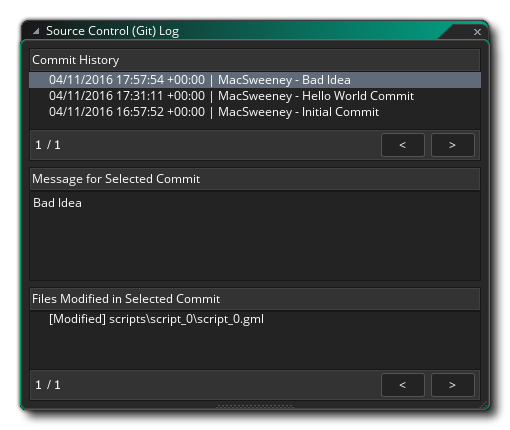 Source Control (Git) Log
Commit History
04/11/2016 17:57:54 +00:00 | MacSweeney - Bad Idea
04/11/2016 17:31:11 +00:00 | MacSweeney - Hello World Commit
04/11/2016 16:57:52 +00:00 | MacSweeney - Initial Commit
1 / 1 < >
Message for Selected Commit
Bad Idea
Files Modified in Selected Commit
[Modified] scripts\script_0\script_0.gml
1 / 1 < >